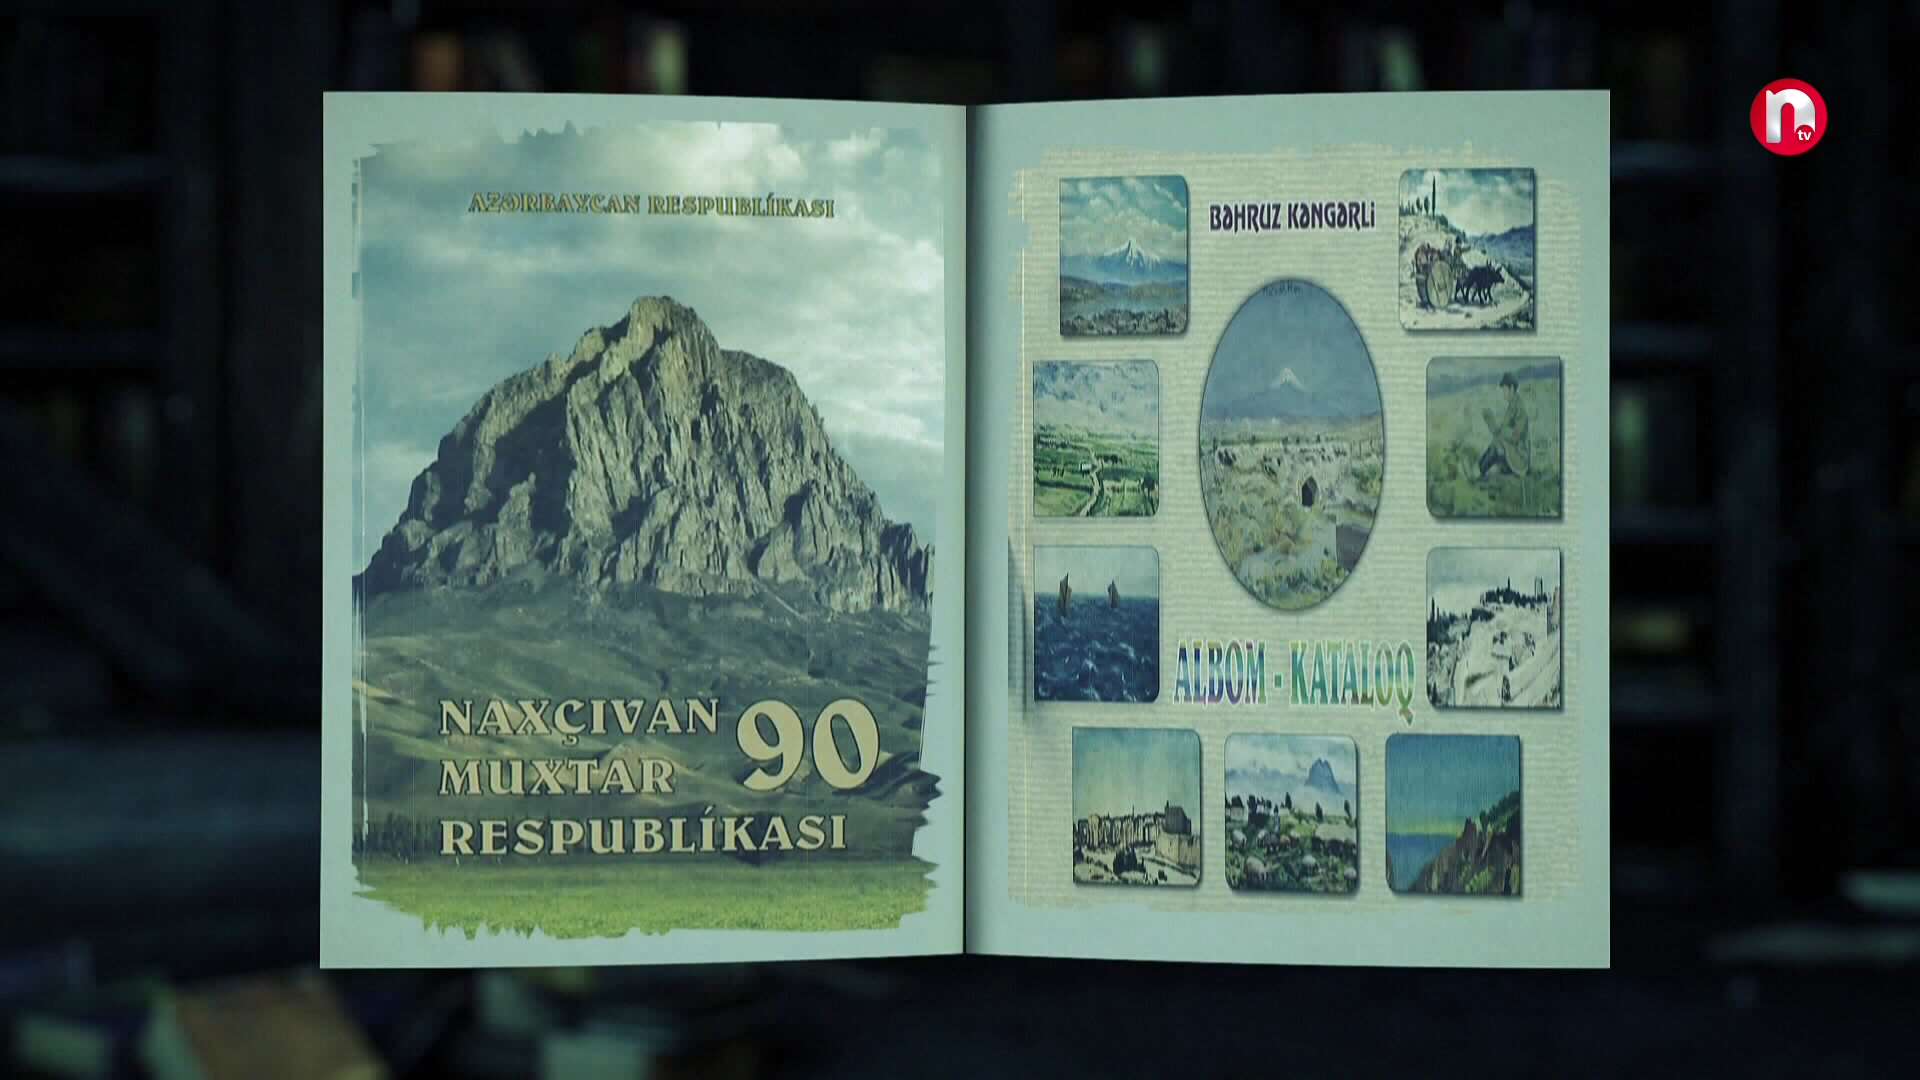 AZƏRBAYCAN RESPUBLİKASI
NAXÇIVAN 90
MUXTAR
RESPUBLİKASI
BƏHRUZ KƏNGƏRLİ
ALBOM - KATALOQ
n
tv